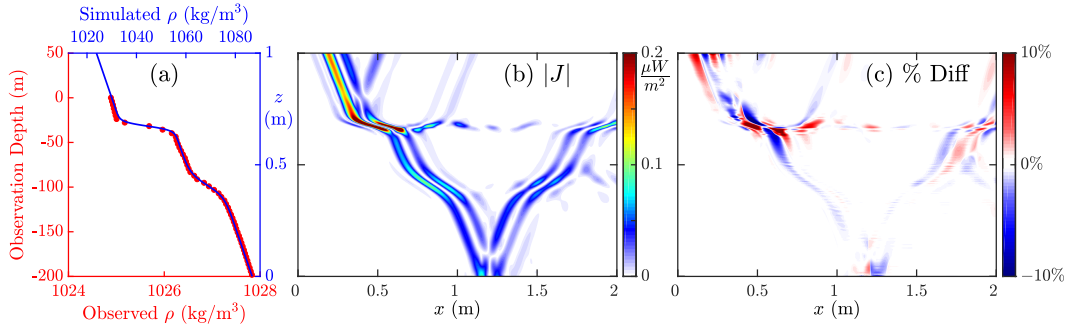 Simulated ρ (kg/m³)
1020 1040 1060 1080
Observation Depth (m)
50
0
-50
-100
-150
-200
(a)
1
z
(m)
0.5
0
1024 1026 1028
Observed ρ (kg/m³)
(b) |J|
0 0.5 1 1.5 2
x (m)
0.2
μW
m²
0.1
0
(c) % Diff
0 0.5 1 1.5 2
x (m)
10%
0%
−10%